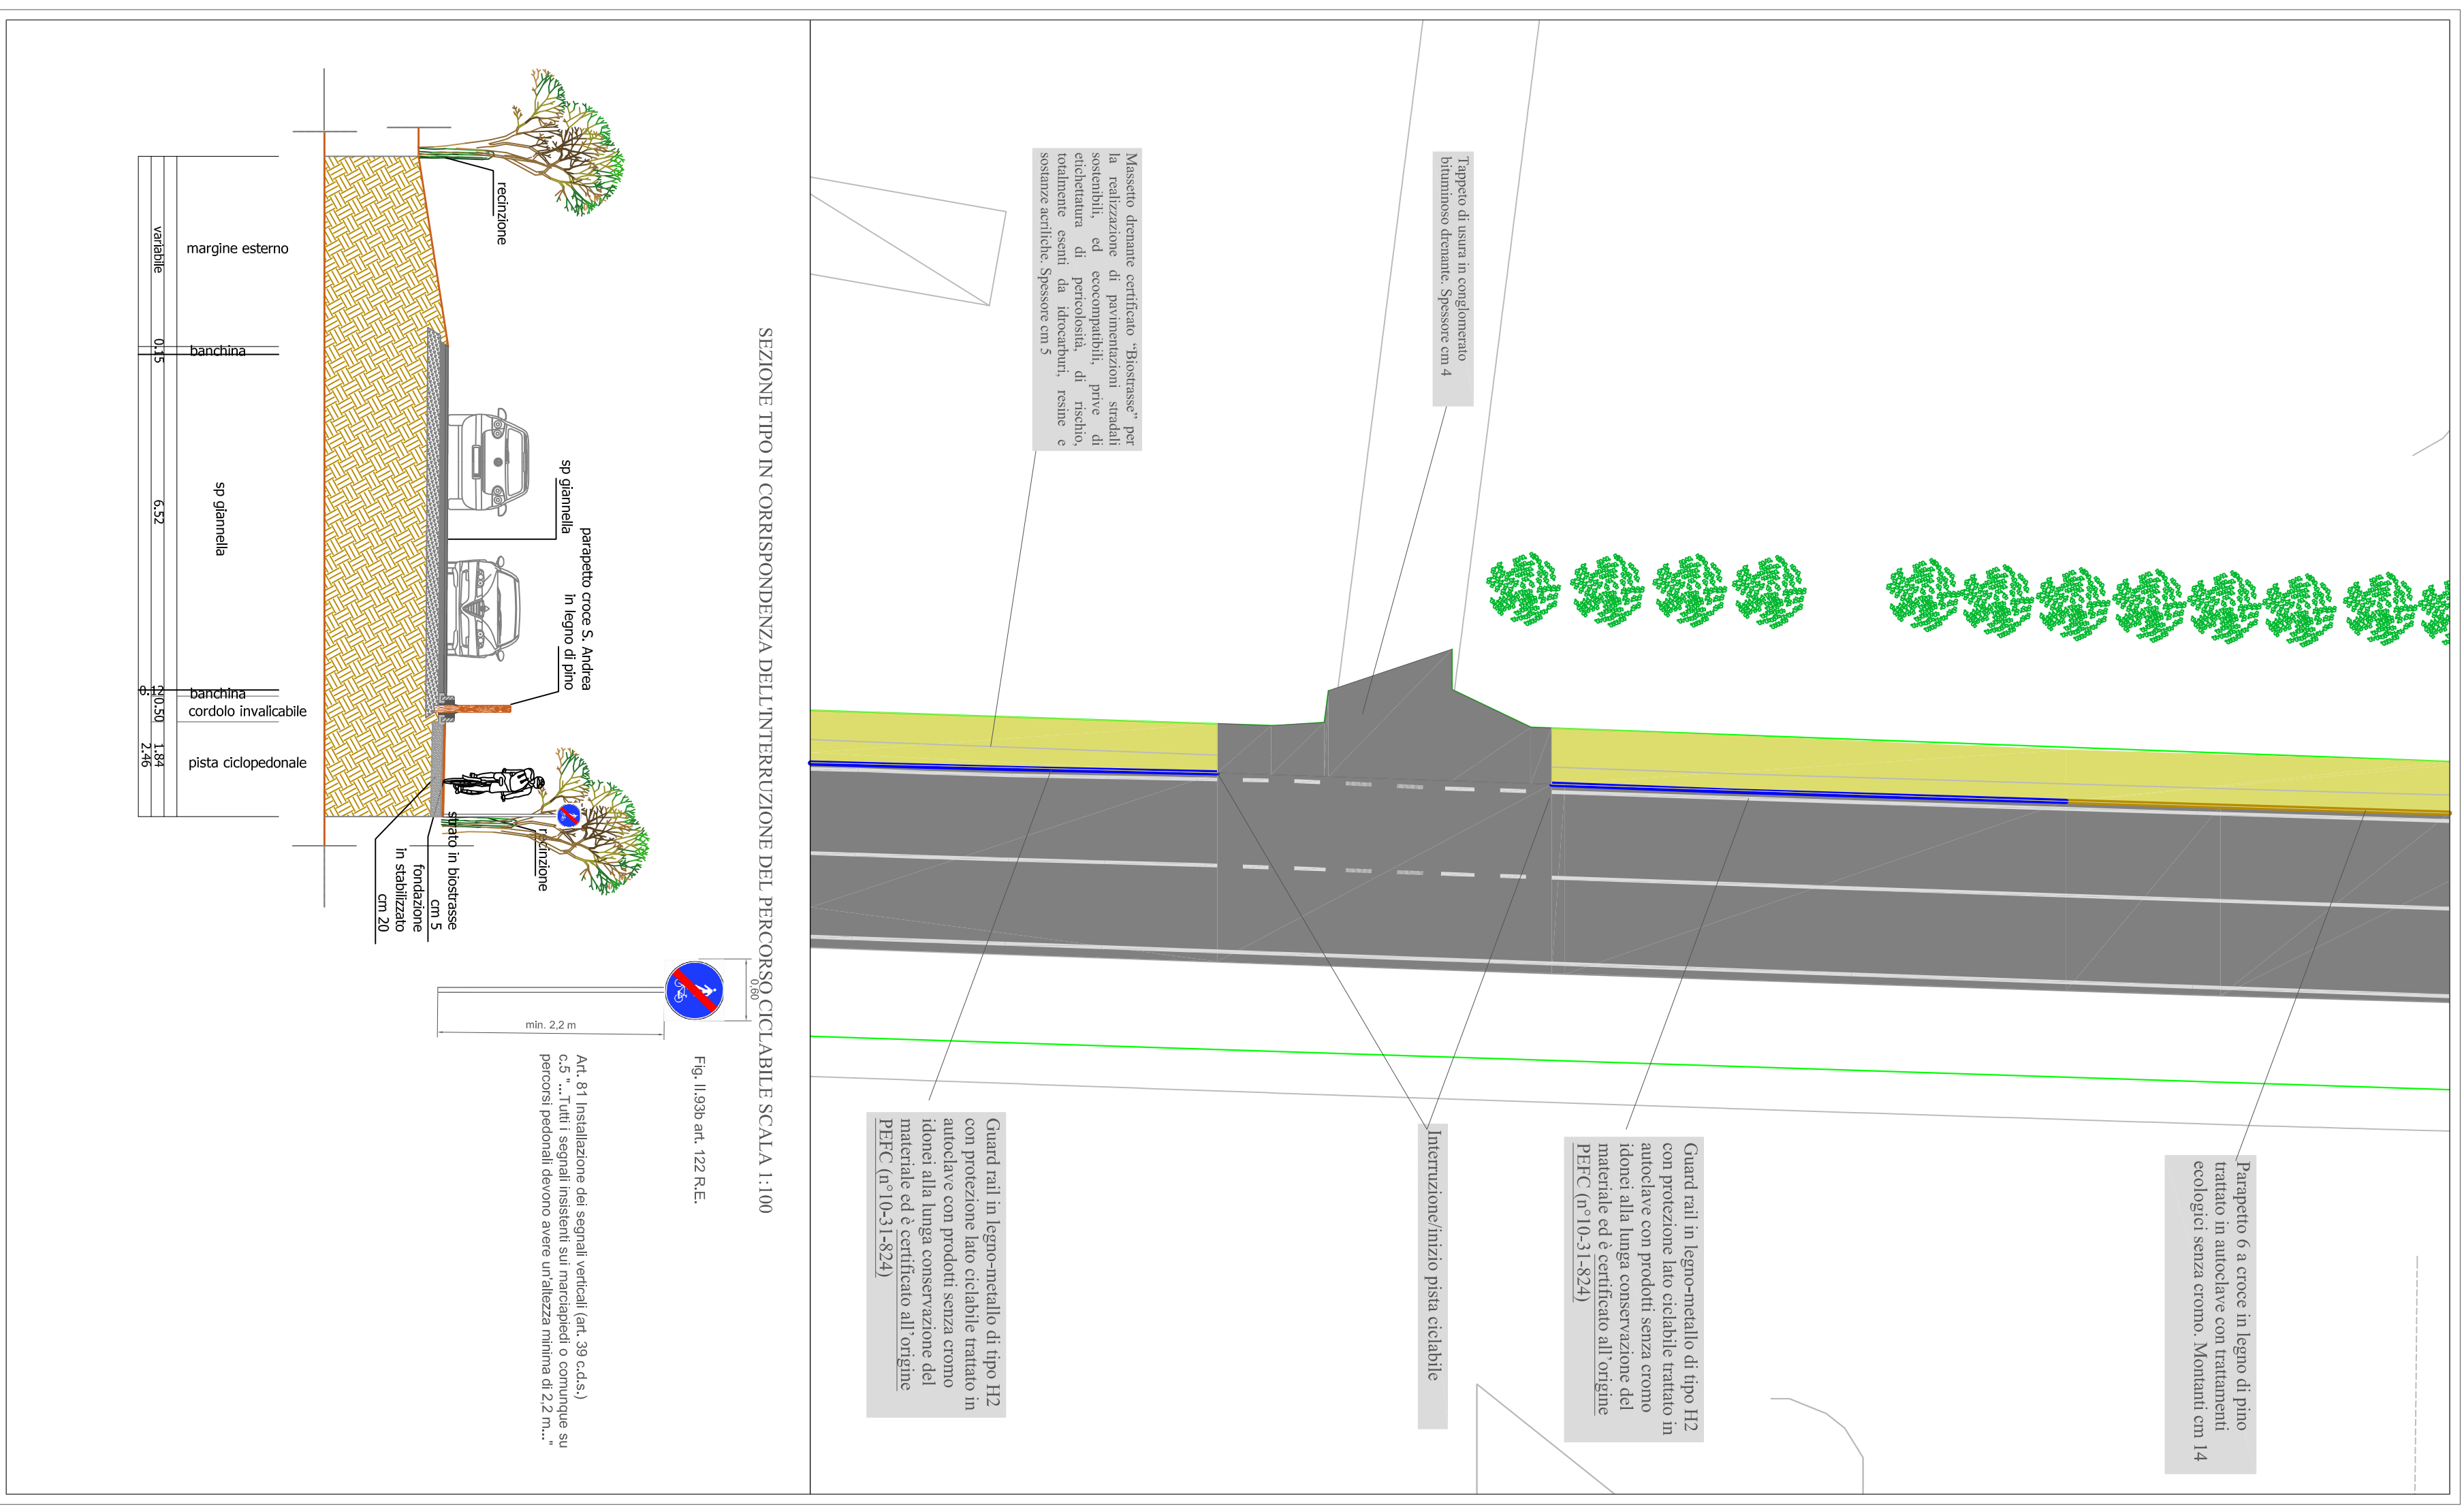 Tappeto di usura in conglomerato
bituminoso drenante. Spessore cm 4
Massetto drenante certificato “Biostrasse” per
la realizzazione di pavimentazioni stradali
sostenibili, ed ecocompatibili, prive di
etichettatura di pericolosità, di rischio,
totalmente esenti da idrocarburi, resine e
sostanze acriliche. Spessore cm 5
Parapetto 6 a croce in legno di pino
trattato in autoclave con trattamenti
ecologici senza cromo. Montanti cm 14
Guard rail in legno-metallo di tipo H2
con protezione lato ciclabile trattato in
autoclave con prodotti senza cromo
idonei alla lunga conservazione del
materiale ed è certificato all’origine
PEFC (n°10-31-824)
Interruzione/inizio pista ciclabile
Guard rail in legno-metallo di tipo H2
con protezione lato ciclabile trattato in
autoclave con prodotti senza cromo
idonei alla lunga conservazione del
materiale ed è certificato all’origine
PEFC (n°10-31-824)
SEZIONE TIPO IN CORRISPONDENZA DELL'INTERRUZIONE DEL PERCORSO CICLABILE SCALA 1:100
recinzione
sp giannella
parapetto croce S. Andrea
in legno di pino
recinzione
strato in biostrasse
cm 5
fondazione
in stabilizzato
cm 20
margine esterno
banchina
sp giannella
banchina
cordolo invalicabile
pista ciclopedonale
variabile
0.15
6.52
0.12
0.50
1.84
2.46
0,60
min. 2,2 m
Fig. II.93b art. 122 R.E.
Art. 81 Installazione dei segnali verticali (art. 39 c.d.s.)
c.5 "...Tutti i segnali insistenti sui marciapiedi o comunque su
percorsi pedonali devono avere un'altezza minima di 2,2 m..."